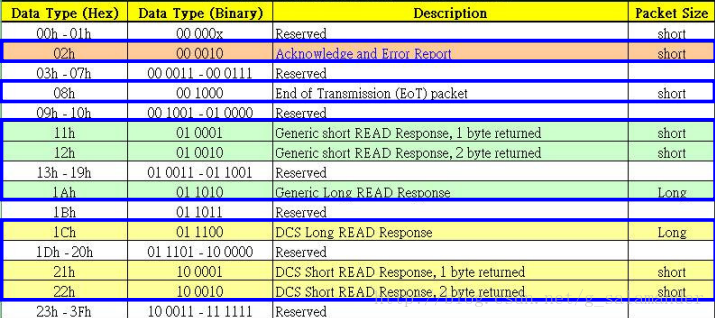 Data Type (Hex) Data Type (Binary) Description Packet Size
00h - 01h 00 000x Reserved short
02h 00 0010 Acknowledge and Error Report short
03h - 07h 00 0011 - 00 0111 Reserved
08h 00 1000 End of Transmission (EoT) packet short
09h - 10h 00 1001 - 01 0000 Reserved
11h 01 0001 Generic short READ Response, 1 byte returned short
12h 01 0010 Generic short READ Response, 2 byte returned short
13h - 19h 01 0011 - 01 1001 Reserved
1Ah 01 1010 Generic Long READ Response Long
1Bh 01 1011 Reserved
1Ch 01 1100 DCS Long READ Response Long
1Dh - 20h 01 1101 - 10 0000 Reserved
21h 10 0001 DCS Short READ Response, 1 byte returned short
22h 10 0010 DCS Short READ Response, 2 byte returned short
http://blog.csdn.net/g_salamander
23h - 3Fh 10 0011 - 11 1111 Reserved